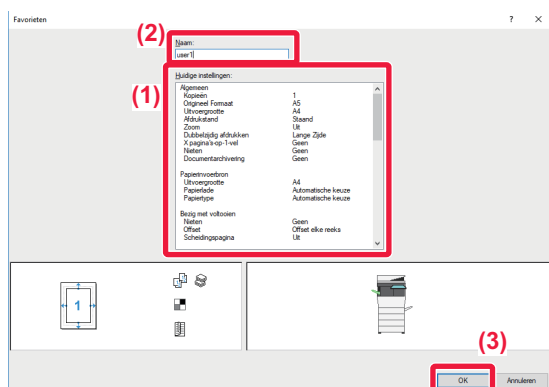 Favorieten
? ×
(2)
Naam:
user1
(1)
Huidige instellingen:
Algemeen
Kopieën 1
Origineel Formaat A5
Uitvoergrootte A4
Afdrukstand Staand
Zoom Uit
Dubbelzijdig afdrukken Lange Zijde
X pagina's-op-1-vel Geen
Nieten Geen
Documentarchivering Geen
Papierinvoerbron
Uitvoergrootte A4
Papierlade Automatische keuze
Papiertype Automatische keuze
Bezig met voltooien
Nieten Geen
Offset Offset elke reeks
Scheidingspagina Uit
1
(3)
OK Annuleren